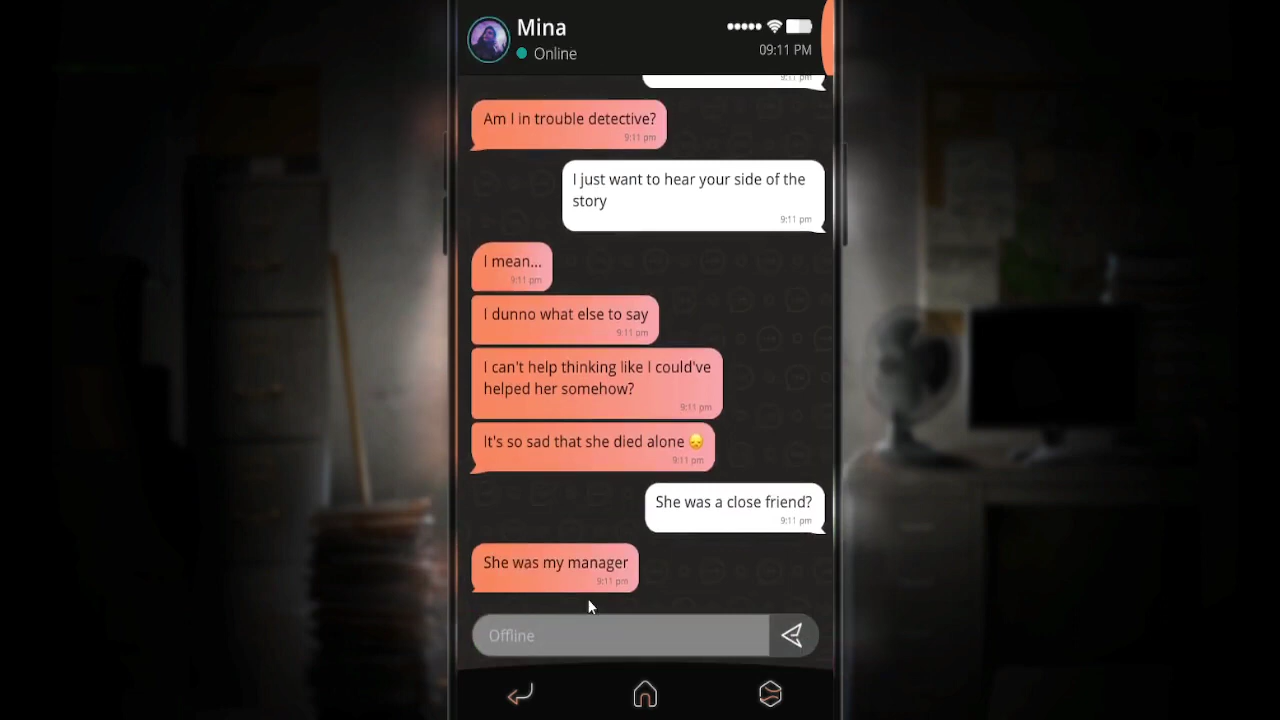 Mina
Online
09:11 PM
9:11 pm
Am I in trouble detective?
9:11 pm
I just want to hear your side of the
story
9:11 pm
I mean...
9:11 pm
I dunno what else to say
9:11 pm
I can't help thinking like I could've
helped her somehow?
9:11 pm
It's so sad that she died alone 😞
9:11 pm
She was a close friend?
9:11 pm
She was my manager
9:11 pm
Offline